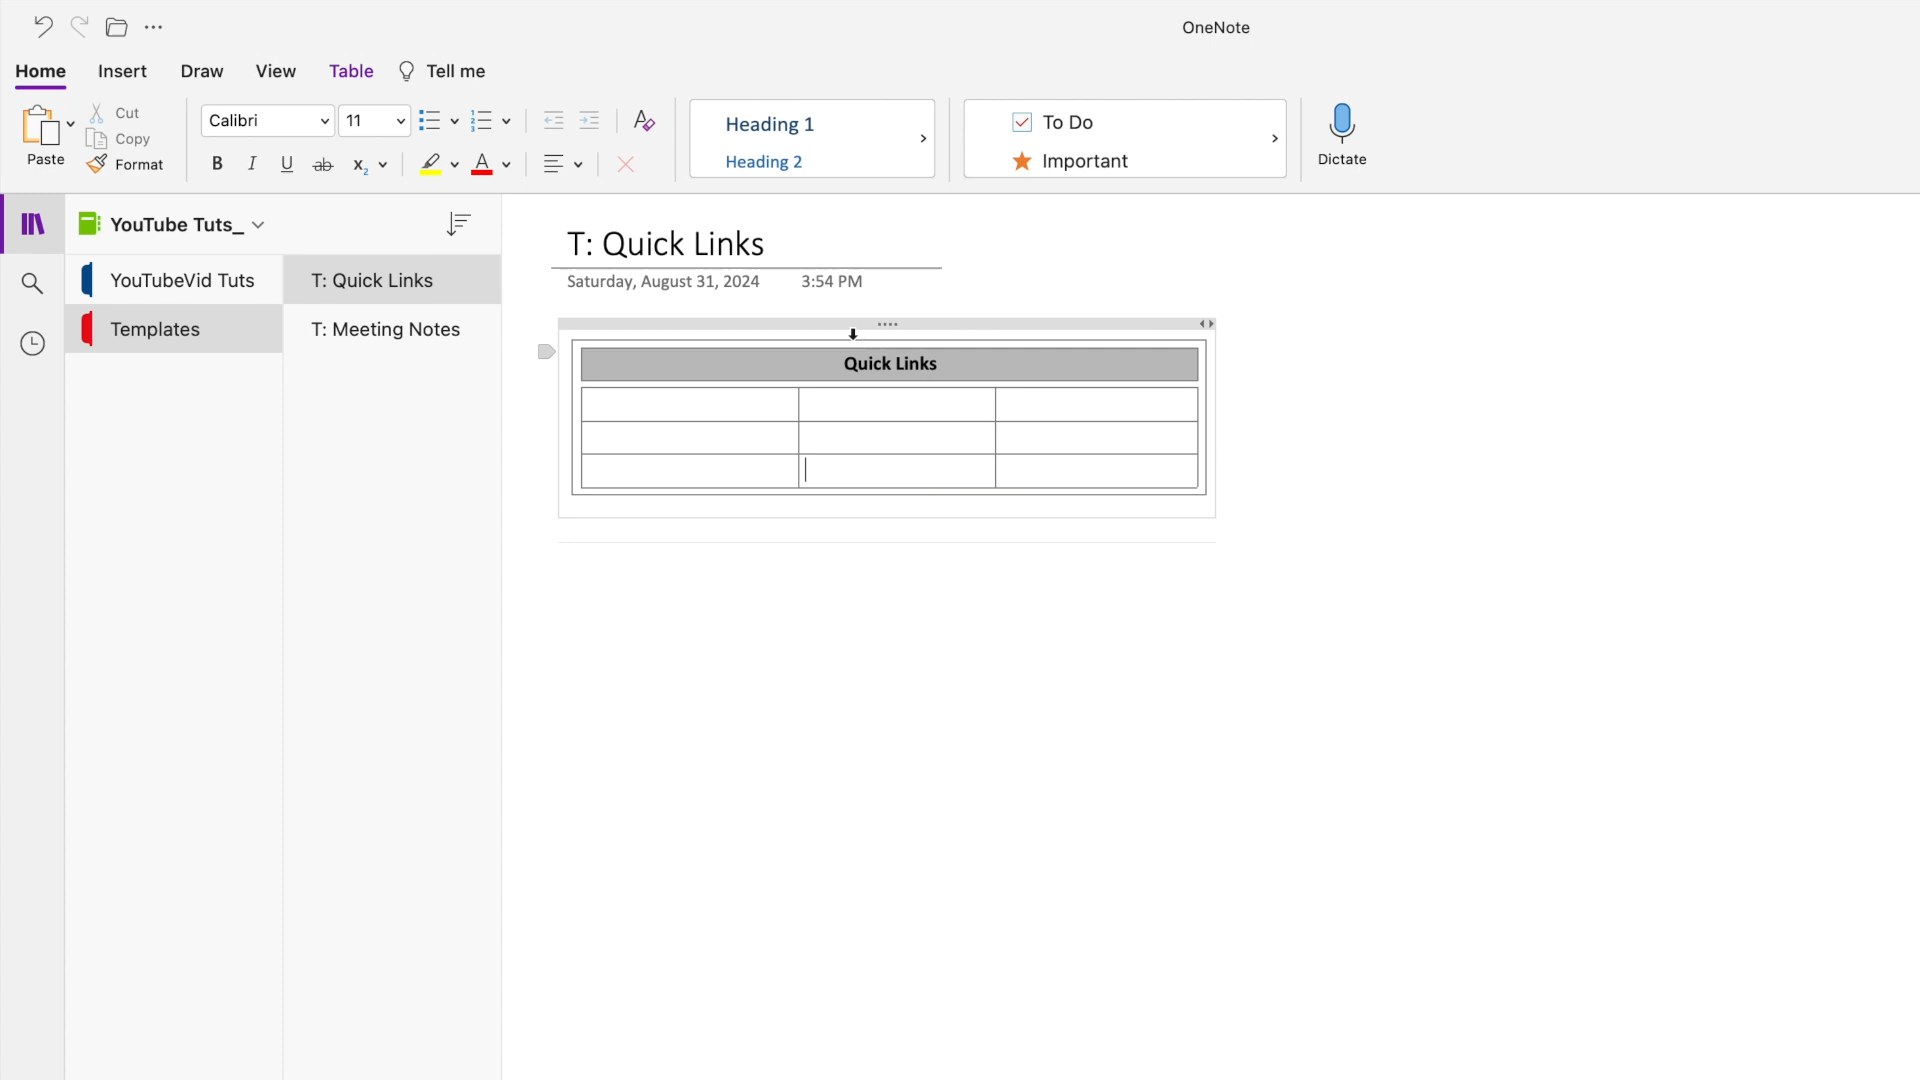 OneNote
Home Insert Draw View Table Tell me
Paste
Cut
Copy
Format
Calibri 11
B I U ab x2 A
Heading 1
Heading 2
To Do
Important
Dictate
YouTube Tuts_
YouTubeVid Tuts
Templates
T: Quick Links
T: Meeting Notes
T: Quick Links
Saturday, August 31, 2024 3:54 PM
Quick Links